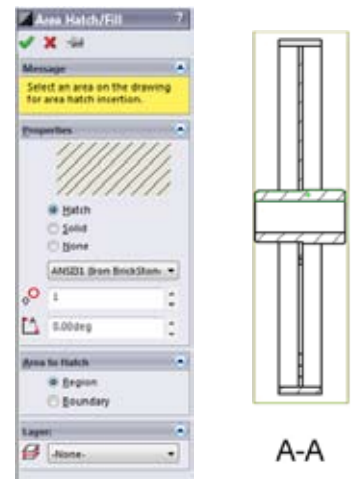 Area Hatch/Fill ?
Message
Select an area on the drawing
for area hatch insertion.
Properties
Hatch
Solid
None
ANSI31 (Iron BrickSton
1
0.00deg
Area to Hatch
Region
Boundary
Layer:
-None-
A-A